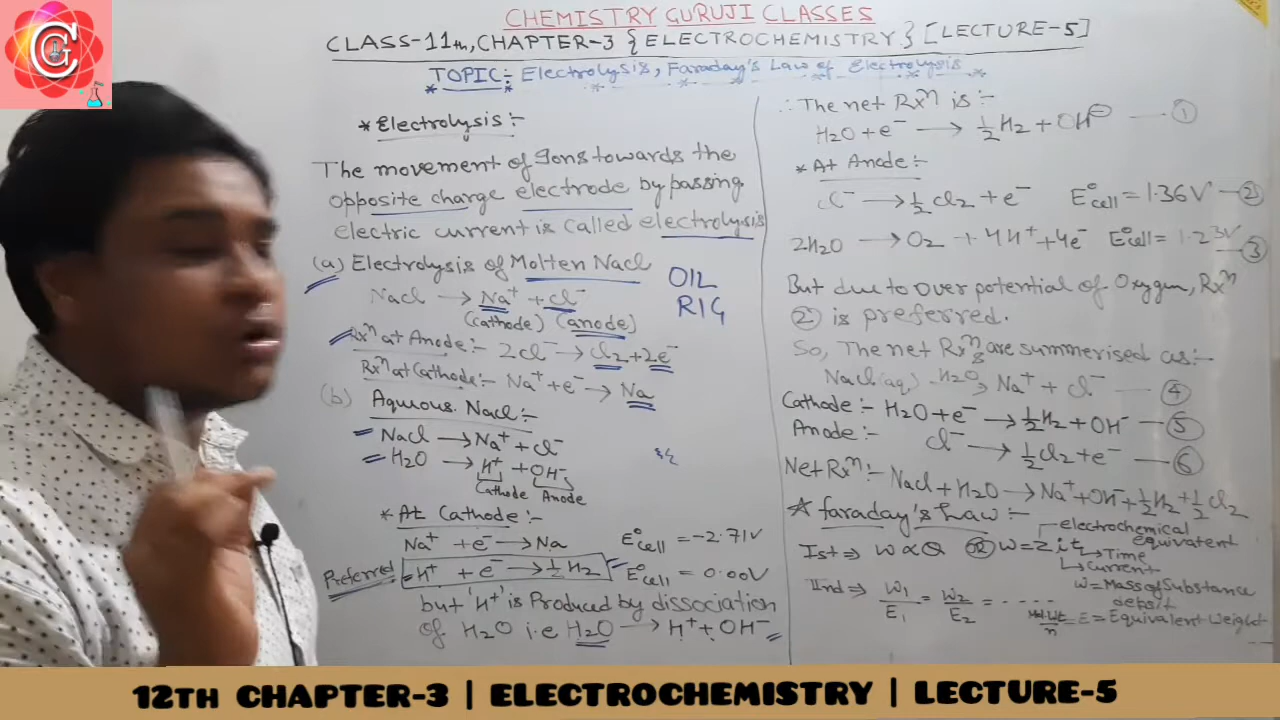 CHEMISTRY GURUJI CLASSES
CLASS-11th, CHAPTER-3 {ELECTROCHEMISTRY} [LECTURE-5]
TOPIC:- Electrolysis, Faraday's Law of Electrolysis
* Electrolysis:-
The movement of Ions towards the
opposite charge electrode by passing
electric current is called electrolysis
(a) Electrolysis of Molten Nacl
OIL
RIG
Nacl → Na⁺ + Cl⁻
(Cathode) (anode)
Rxⁿ at Anode:- 2Cl⁻ → Cl₂ + 2e⁻
Rxⁿ at Cathode:- Na⁺ + e⁻ → Na
(b) Aqueous. Nacl:-
Nacl → Na⁺ + Cl⁻
H₂O → H⁺ + OH⁻
Cathode Anode
* At Cathode:-
Na⁺ + e⁻ → Na E°cell = -2.71V
Preferred H⁺ + e⁻ → ½H₂ E°cell = 0.00V
but 'H⁺' is Produced by dissociation
of H₂O i.e H₂O → H⁺ + OH⁻
∴ The net Rxⁿ is:-
H₂O + e⁻ → ½H₂ + OH⊖ — ①
* At Anode:-
Cl⁻ → ½Cl₂ + e⁻ E°cell = 1.36V — ②
2H₂O → O₂ + 4H⁺ + 4e⁻ E°cell = 1.23V — ③
But due to over potential of Oxygen, Rxⁿ
② is preferred.
So, The net Rxⁿs are summerised as:-
Nacl(aq) H₂O→ Na⁺ + Cl⁻ — ④
Cathode:- H₂O + e⁻ → ½H₂ + OH⁻ — ⑤
Anode:- Cl⁻ → ½Cl₂ + e⁻ — ⑥
Net Rxⁿ:- Nacl + H₂O → Na⁺ + OH⁻ + ½H₂ + ½Cl₂
* faraday's Law:-
electrochemical
equivalent
Ist ⇒ W ∝ Q OR W = Zit
Time
Current
W = Mass of Substance
deposit
IInd ⇒ W₁/E₁ = W₂/E₂ = -----
Mol.Wt/n = E = Equivalent Weight
12TH CHAPTER-3 | ELECTROCHEMISTRY | LECTURE-5